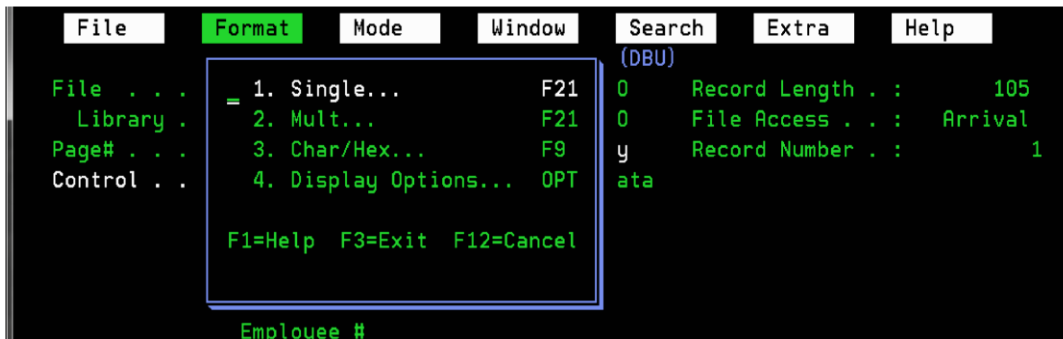 File Format Mode Window Search Extra Help
(DBU)
File . . . _ 1. Single... F21 O Record Length . : 105
Library . 2. Mult... F21 O File Access . . : Arrival
Page# . . . 3. Char/Hex... F9 y Record Number . : 1
Control . . 4. Display Options... OPT ata
F1=Help F3=Exit F12=Cancel
Employee #